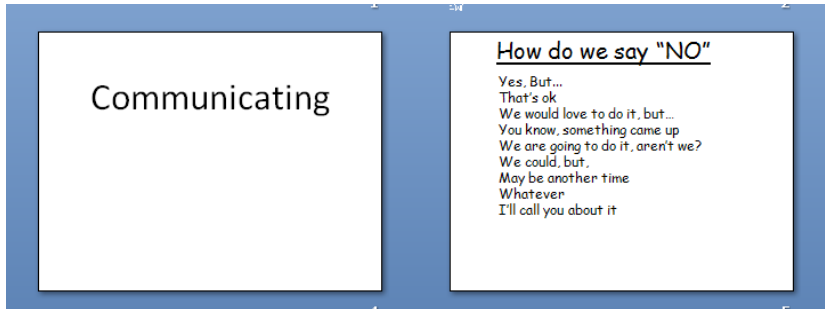 Communicating
How do we say “NO”
Yes, But...
That's ok
We would love to do it, but...
You know, something came up
We are going to do it, aren't we?
We could, but,
May be another time
Whatever
I'll call you about it